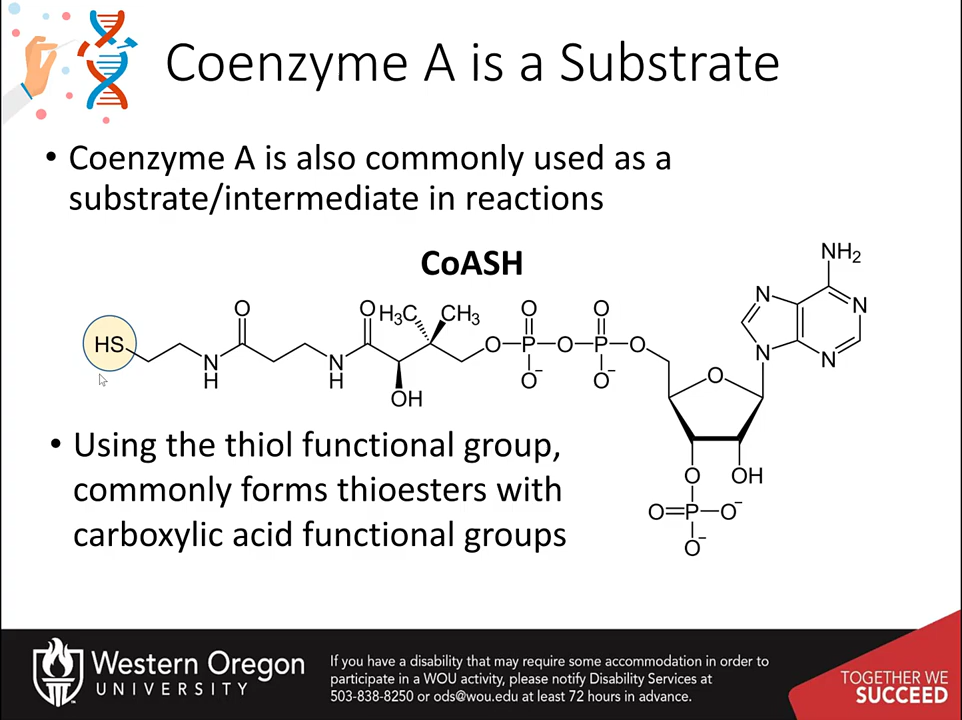 Coenzyme A is a Substrate
• Coenzyme A is also commonly used as a
substrate/intermediate in reactions
CoASH
NH2
N
N
N
N
O
O
H3C
CH3
O
O
HS
N
H
N
H
O
P
O
P
O
O
OH
O−
O−
• Using the thiol functional group,
commonly forms thioesters with
carboxylic acid functional groups
O
OH
O=P—O−
O−
Western Oregon
UNIVERSITY
If you have a disability that may require some accommodation in order to
participate in a WOU activity, please notify Disability Services at
503-838-8250 or ods@wou.edu at least 72 hours in advance.
TOGETHER WE
SUCCEED